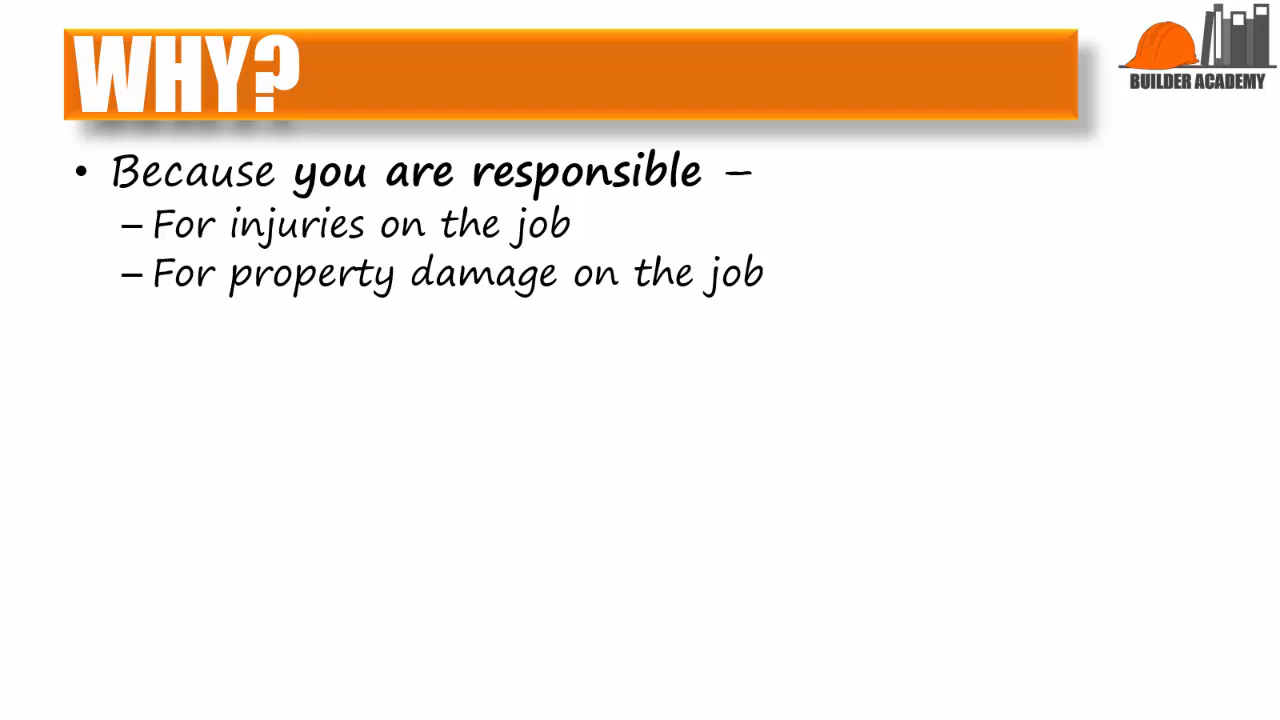 WHY?
BUILDER ACADEMY
• Because you are responsible –
– For injuries on the job
– For property damage on the job